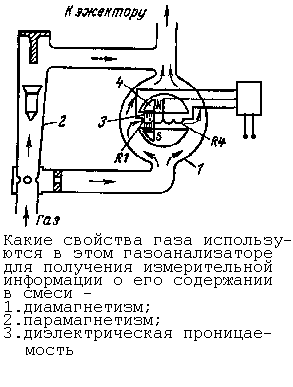 К эжектору
4
N
3
2
S
R1
R4
1
Газ
Какие свойства газа использу-
ются в этом газоанализаторе
для получения измерительной
информации о его содержании
в смеси -
1.диамагнетизм;
2.парамагнетизм;
3.диэлектрическая проницае-
мость